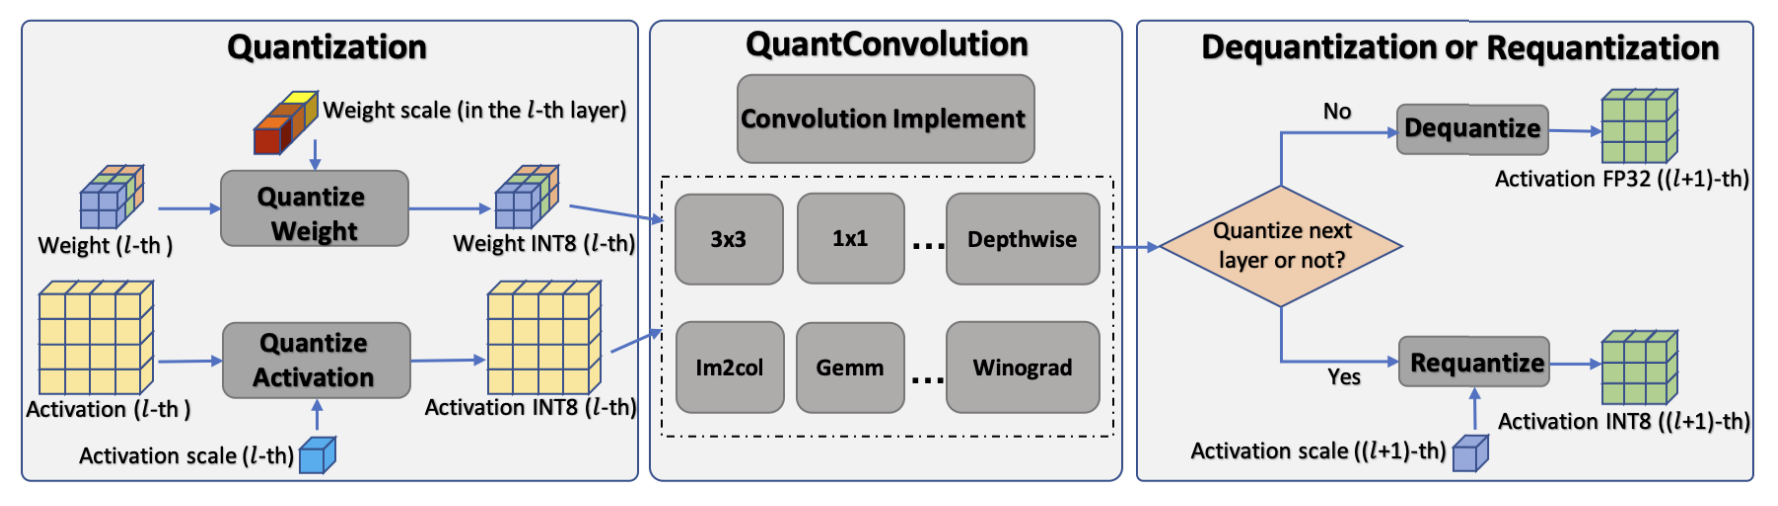 Quantization
Weight scale (in the l-th layer)
Quantize
Weight
Weight (l-th )
Weight INT8 (l-th)
Quantize
Activation
Activation (l-th )
Activation INT8 (l-th)
Activation scale (l-th)
QuantConvolution
Convolution Implement
3x3
1x1
...
Depthwise
Im2col
Gemm
...
Winograd
Dequantization or Requantization
No
Dequantize
Activation FP32 ((l+1)-th)
Quantize next
layer or not?
Yes
Requantize
Activation INT8 ((l+1)-th)
Activation scale ((l+1)-th)